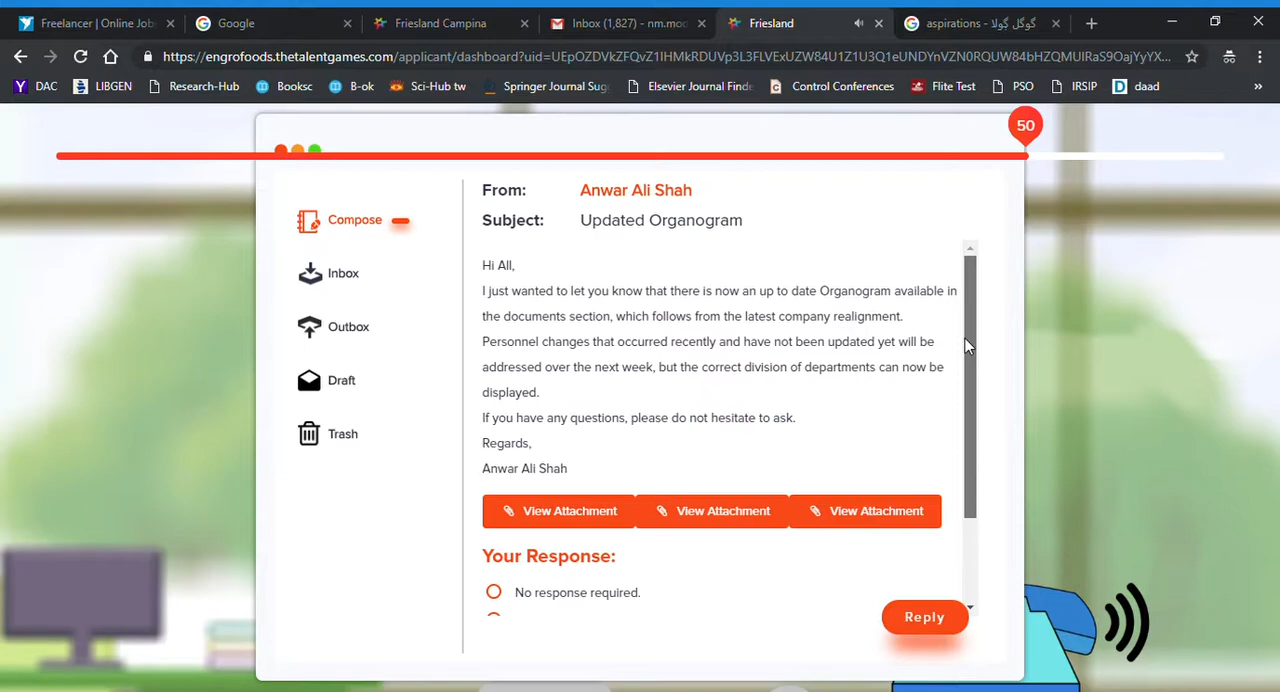 Freelancer | Online Job
Google
Friesland Campina
Inbox (1,827) - nm.moo
Friesland
aspirations - گوگل گولا
https://engrofoods.thetalentgames.com/applicant/dashboard?uid=
DAC
LIBGEN
Research-Hub
Booksc
B-ok
Sci-Hub tw
Springer Journal Sug
Elsevier Journal Finde
Control Conferences
Flite Test
PSO
IRSIP
daad
»
50
From: Anwar Ali Shah
Subject: Updated Organogram
Compose
Inbox
Outbox
Draft
Trash
Hi All,
I just wanted to let you know that there is now an up to date Organogram available in
the documents section, which follows from the latest company realignment.
Personnel changes that occurred recently and have not been updated yet will be
addressed over the next week, but the correct division of departments can now be
displayed.
If you have any questions, please do not hesitate to ask.
Regards,
Anwar Ali Shah
View Attachment View Attachment View Attachment
Your Response:
No response required.
Reply